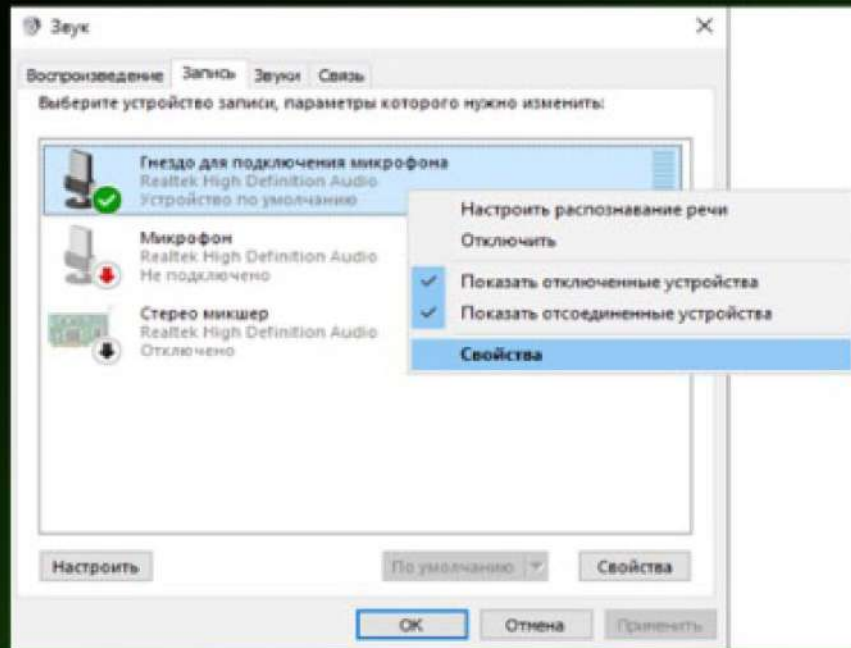 Звук
Воспроизведение Запись Звуки Связь
Выберите устройство записи, параметры которого нужно изменить:
Гнездо для подключения микрофона
Realtek High Definition Audio
Устройство по умолчанию
Микрофон
Realtek High Definition Audio
Не подключено
Стерео микшер
Realtek High Definition Audio
Отключено
Настроить распознавание речи
Отключить
Показать отключенные устройства
Показать отсоединенные устройства
Свойства
Настроить По умолчанию Свойства
OK Отмена Применить